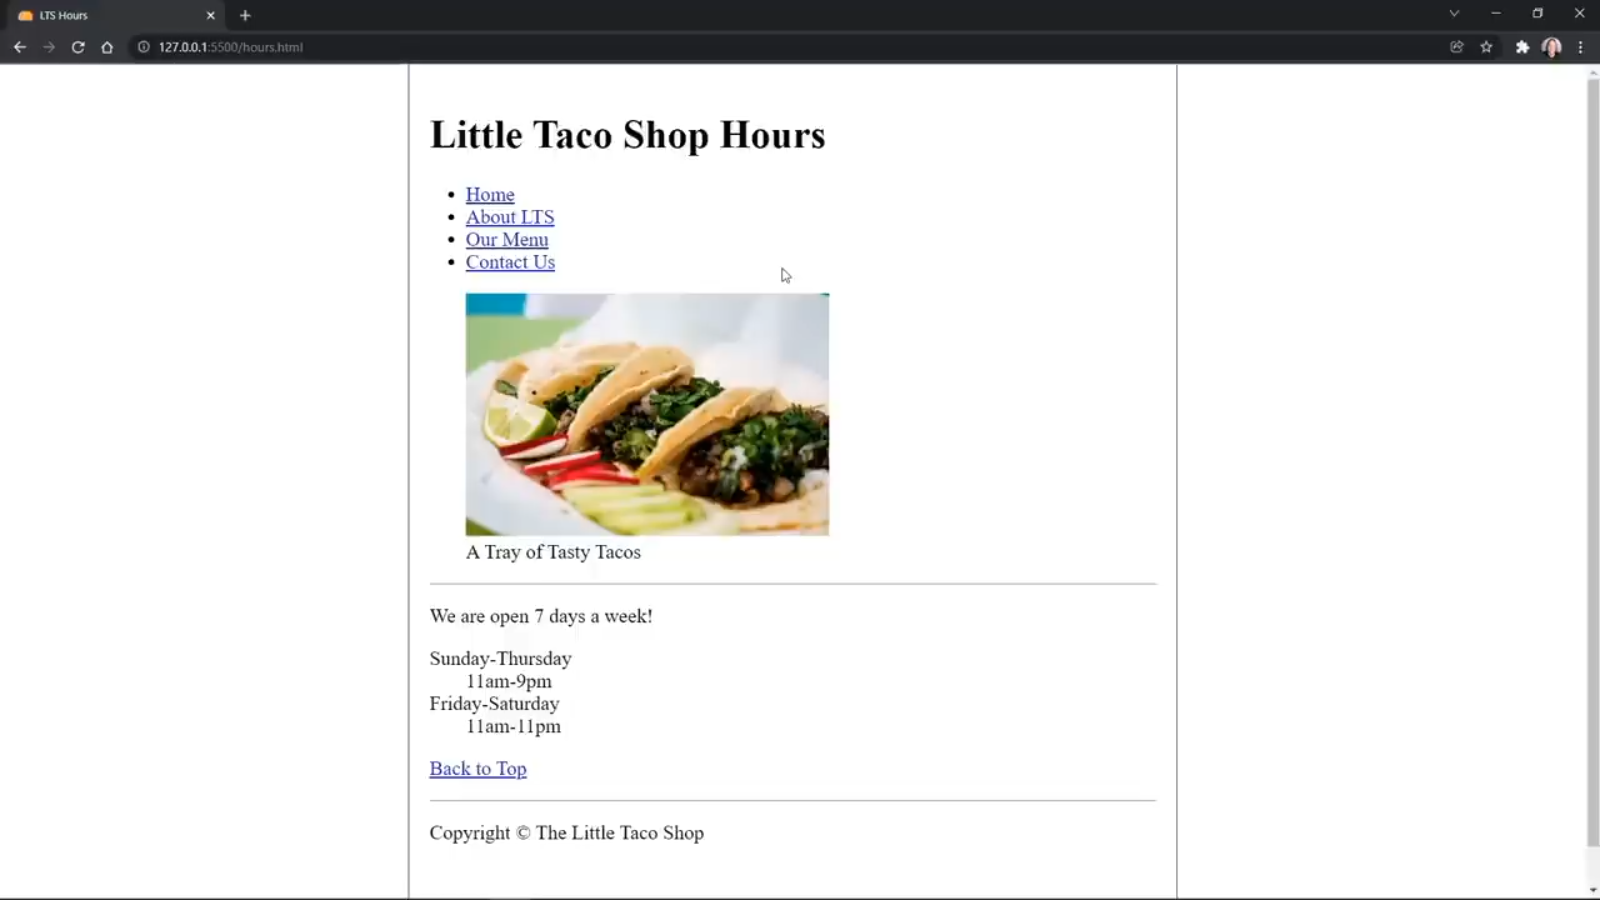 LTS Hours
127.0.0.1:5500/hours.html
Little Taco Shop Hours
Home
About LTS
Our Menu
Contact Us
A Tray of Tasty Tacos
We are open 7 days a week!
Sunday-Thursday
11am-9pm
Friday-Saturday
11am-11pm
Back to Top
Copyright © The Little Taco Shop